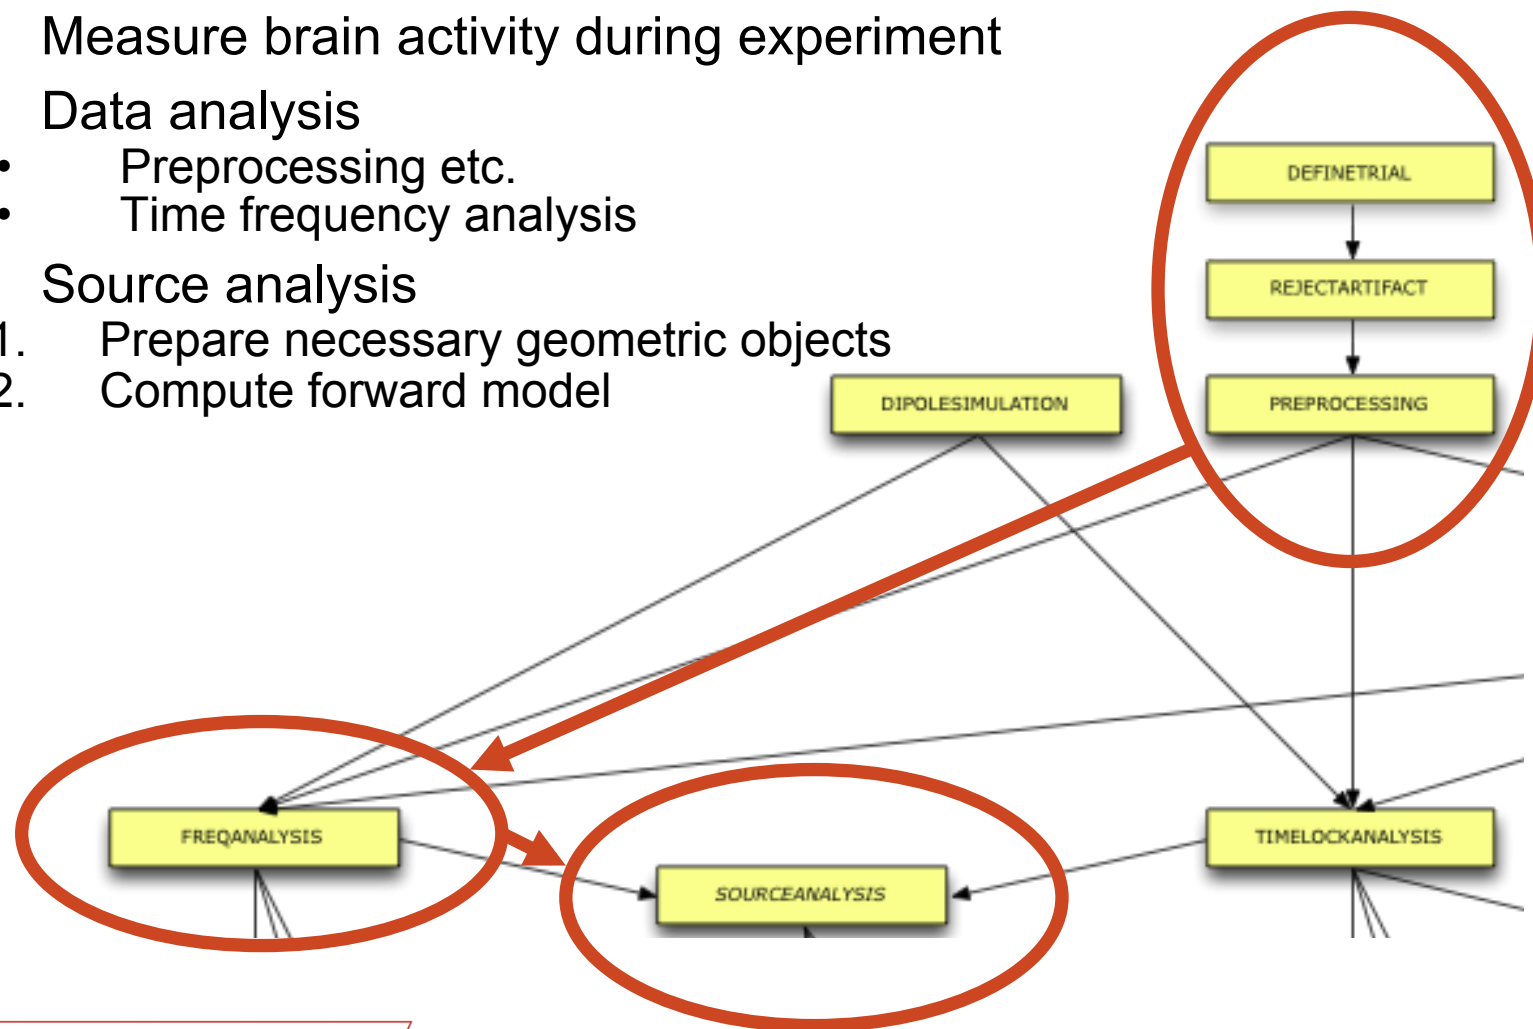 Measure brain activity during experiment
Data analysis
• Preprocessing etc.
• Time frequency analysis
Source analysis
1. Prepare necessary geometric objects
2. Compute forward model
DEFINETRIAL
REJECTARTIFACT
DIPOLESIMULATION
PREPROCESSING
FREQANALYSIS
SOURCEANALYSIS
TIMELOCKANALYSIS